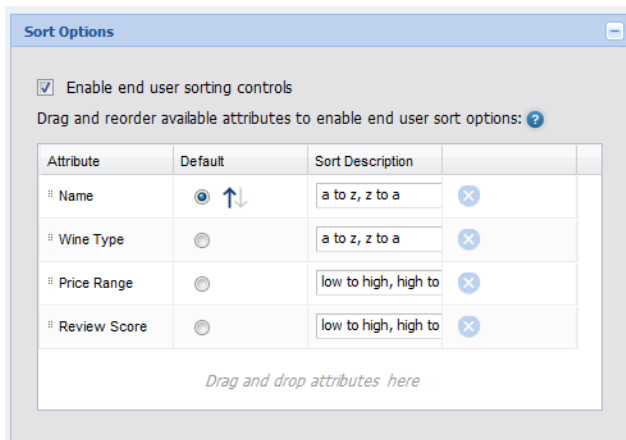 Sort Options
Enable end user sorting controls
Drag and reorder available attributes to enable end user sort options: ?
Attribute Default Sort Description
Name a to z, z to a
Wine Type a to z, z to a
Price Range low to high, high to
Review Score low to high, high to
Drag and drop attributes here